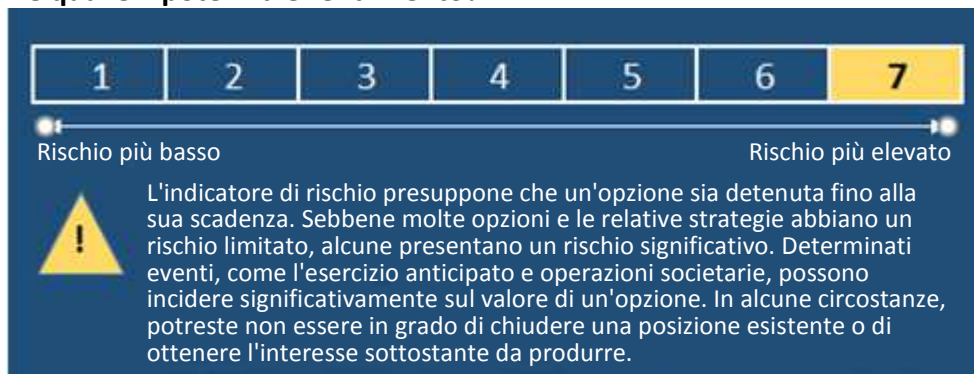 1 2 3 4 5 6 7
Rischio più basso Rischio più elevato
L'indicatore di rischio presuppone che un'opzione sia detenuta fino alla
sua scadenza. Sebbene molte opzioni e le relative strategie abbiano un
rischio limitato, alcune presentano un rischio significativo. Determinati
! eventi, come l'esercizio anticipato e operazioni societarie, possono
incidere significativamente sul valore di un'opzione. In alcune circostanze,
potreste non essere in grado di chiudere una posizione esistente o di
ottenere l'interesse sottostante da produrre.